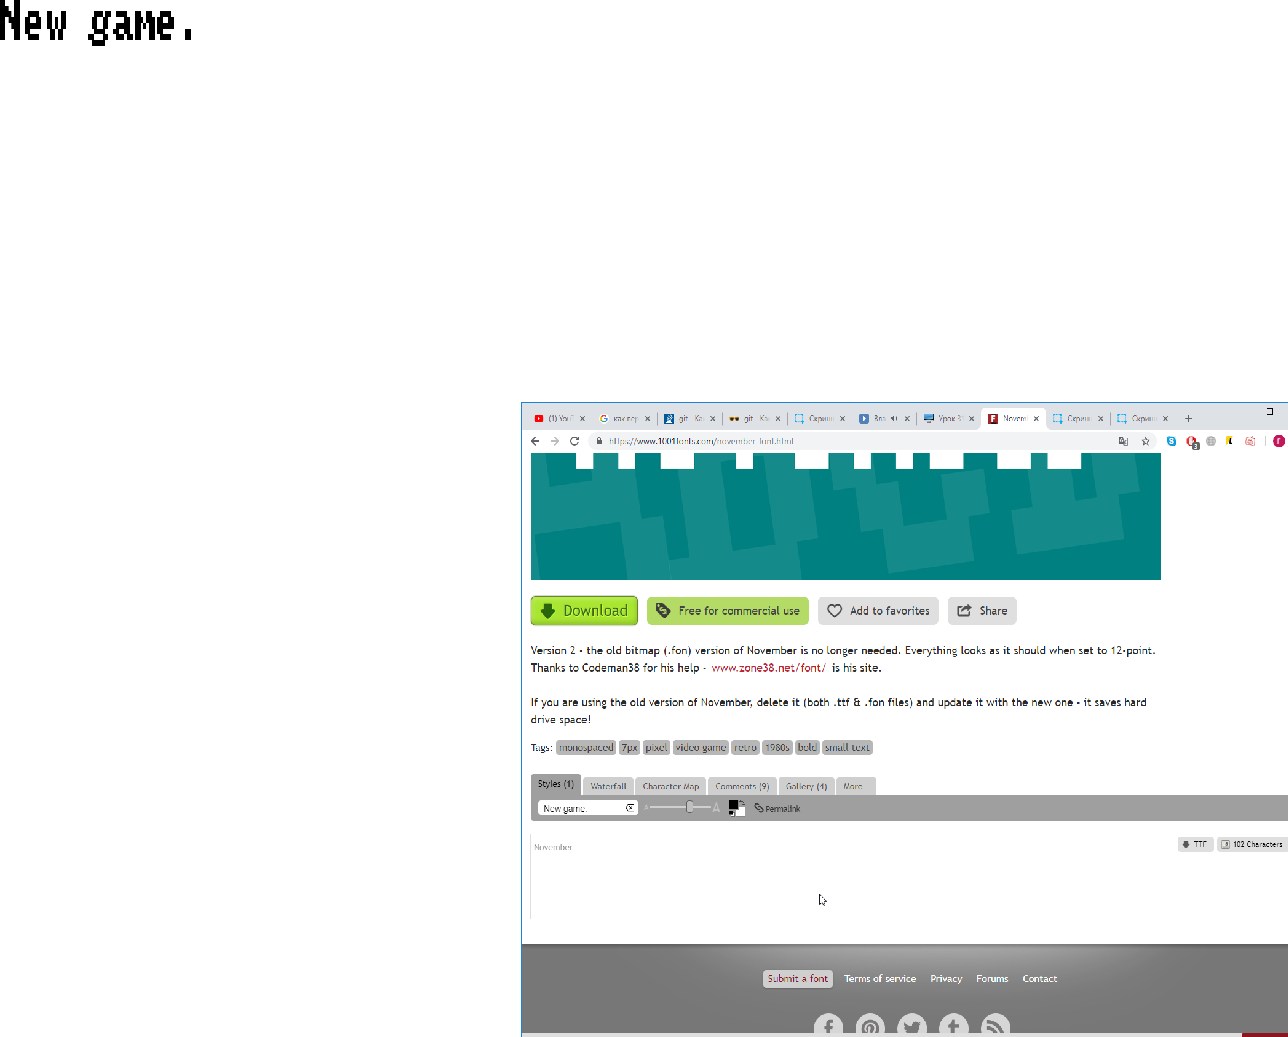 New game.
(1) You
как пер
git - Ка
git - Ка
Скрин
Вла
Урок 3
Novem
Скрин
Скрин
https://www.1001fonts.com/november-font.html
Download
Free for commercial use
Add to favorites
Share
Version 2 - the old bitmap (.fon) version of November is no longer needed. Everything looks as it should when set to 12-point.
Thanks to Codeman38 for his help - www.zone38.net/font/ is his site.
If you are using the old version of November, delete it (both .ttf & .fon files) and update it with the new one - it saves hard
drive space!
Tags: monospaced 7px pixel video game retro 1980s bold small text
Styles (1) Waterfall Character Map Comments (9) Gallery (4) More...
New game. A A Permalink
November
TTF 102 Characters
Submit a font Terms of service Privacy Forums Contact